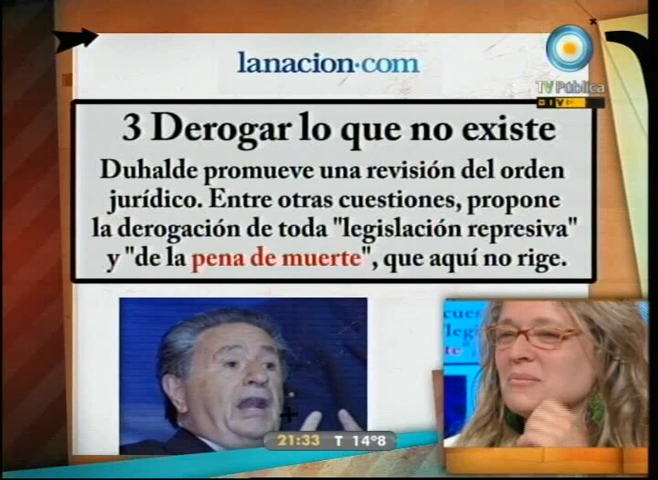 lanacion.com
TV Pública
3 Derogar lo que no existe
Duhalde promueve una revisión del orden
jurídico. Entre otras cuestiones, propone
la derogación de toda "legislación represiva"
y "de la pena de muerte", que aquí no rige.
21:33 T 14°8